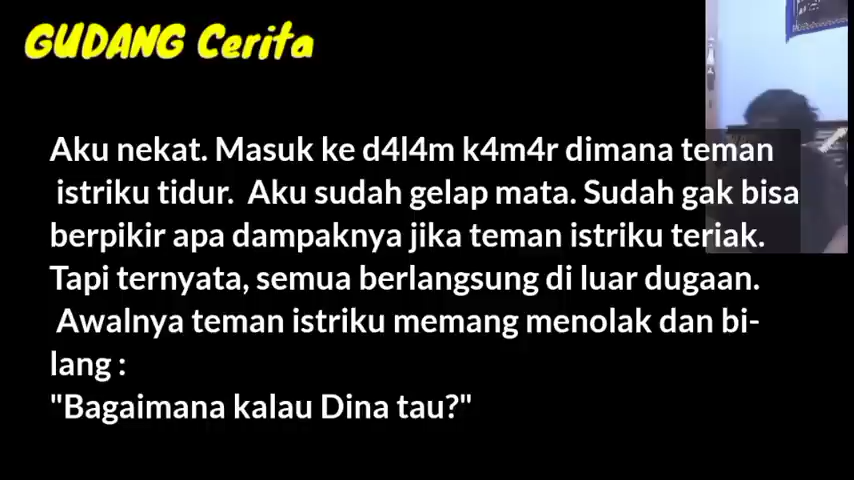 GUDANG Cerita
Aku nekat. Masuk ke d4l4m k4m4r dimana teman
istriku tidur. Aku sudah gelap mata. Sudah gak bisa
berpikir apa dampaknya jika teman istriku teriak.
Tapi ternyata, semua berlangsung di luar dugaan.
Awalnya teman istriku memang menolak dan bi-
lang :
"Bagaimana kalau Dina tau?"